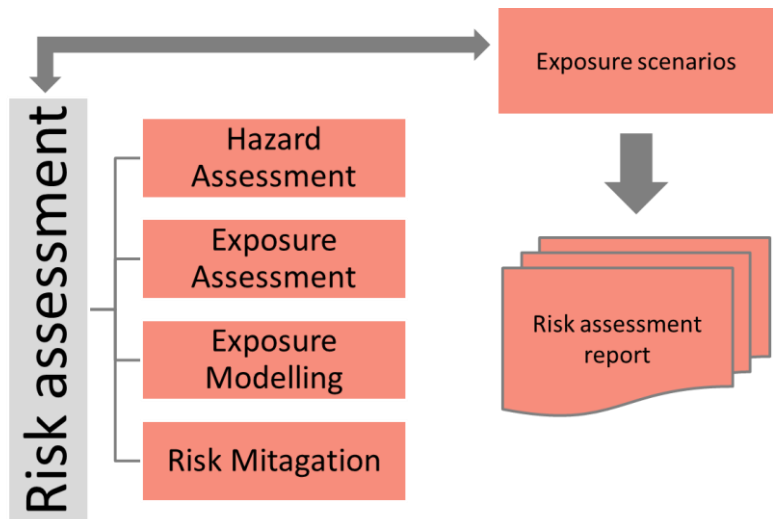 Risk assessment
Hazard
Assessment
Exposure
Assessment
Exposure
Modelling
Risk Mitagation
Exposure scenarios
Risk assessment
report